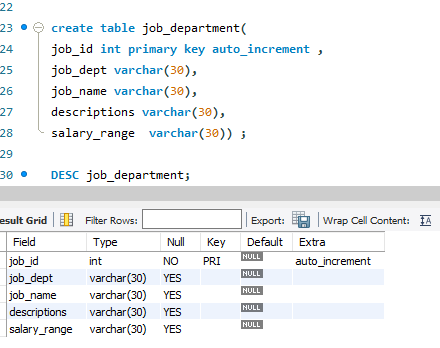 22
23 create table job_department(
24 job_id int primary key auto_increment ,
25 job_dept varchar(30),
26 job_name varchar(30),
27 descriptions varchar(30),
28 salary_range  varchar(30)) ;
29
30 DESC job_department;
esult Grid Filter Rows: Export: Wrap Cell Content: IA
Field Type Null Key Default Extra
job_id int NO PRI NULL auto_increment
job_dept varchar(30) YES NULL
job_name varchar(30) YES NULL
descriptions varchar(30) YES NULL
salary_range varchar(30) YES NULL